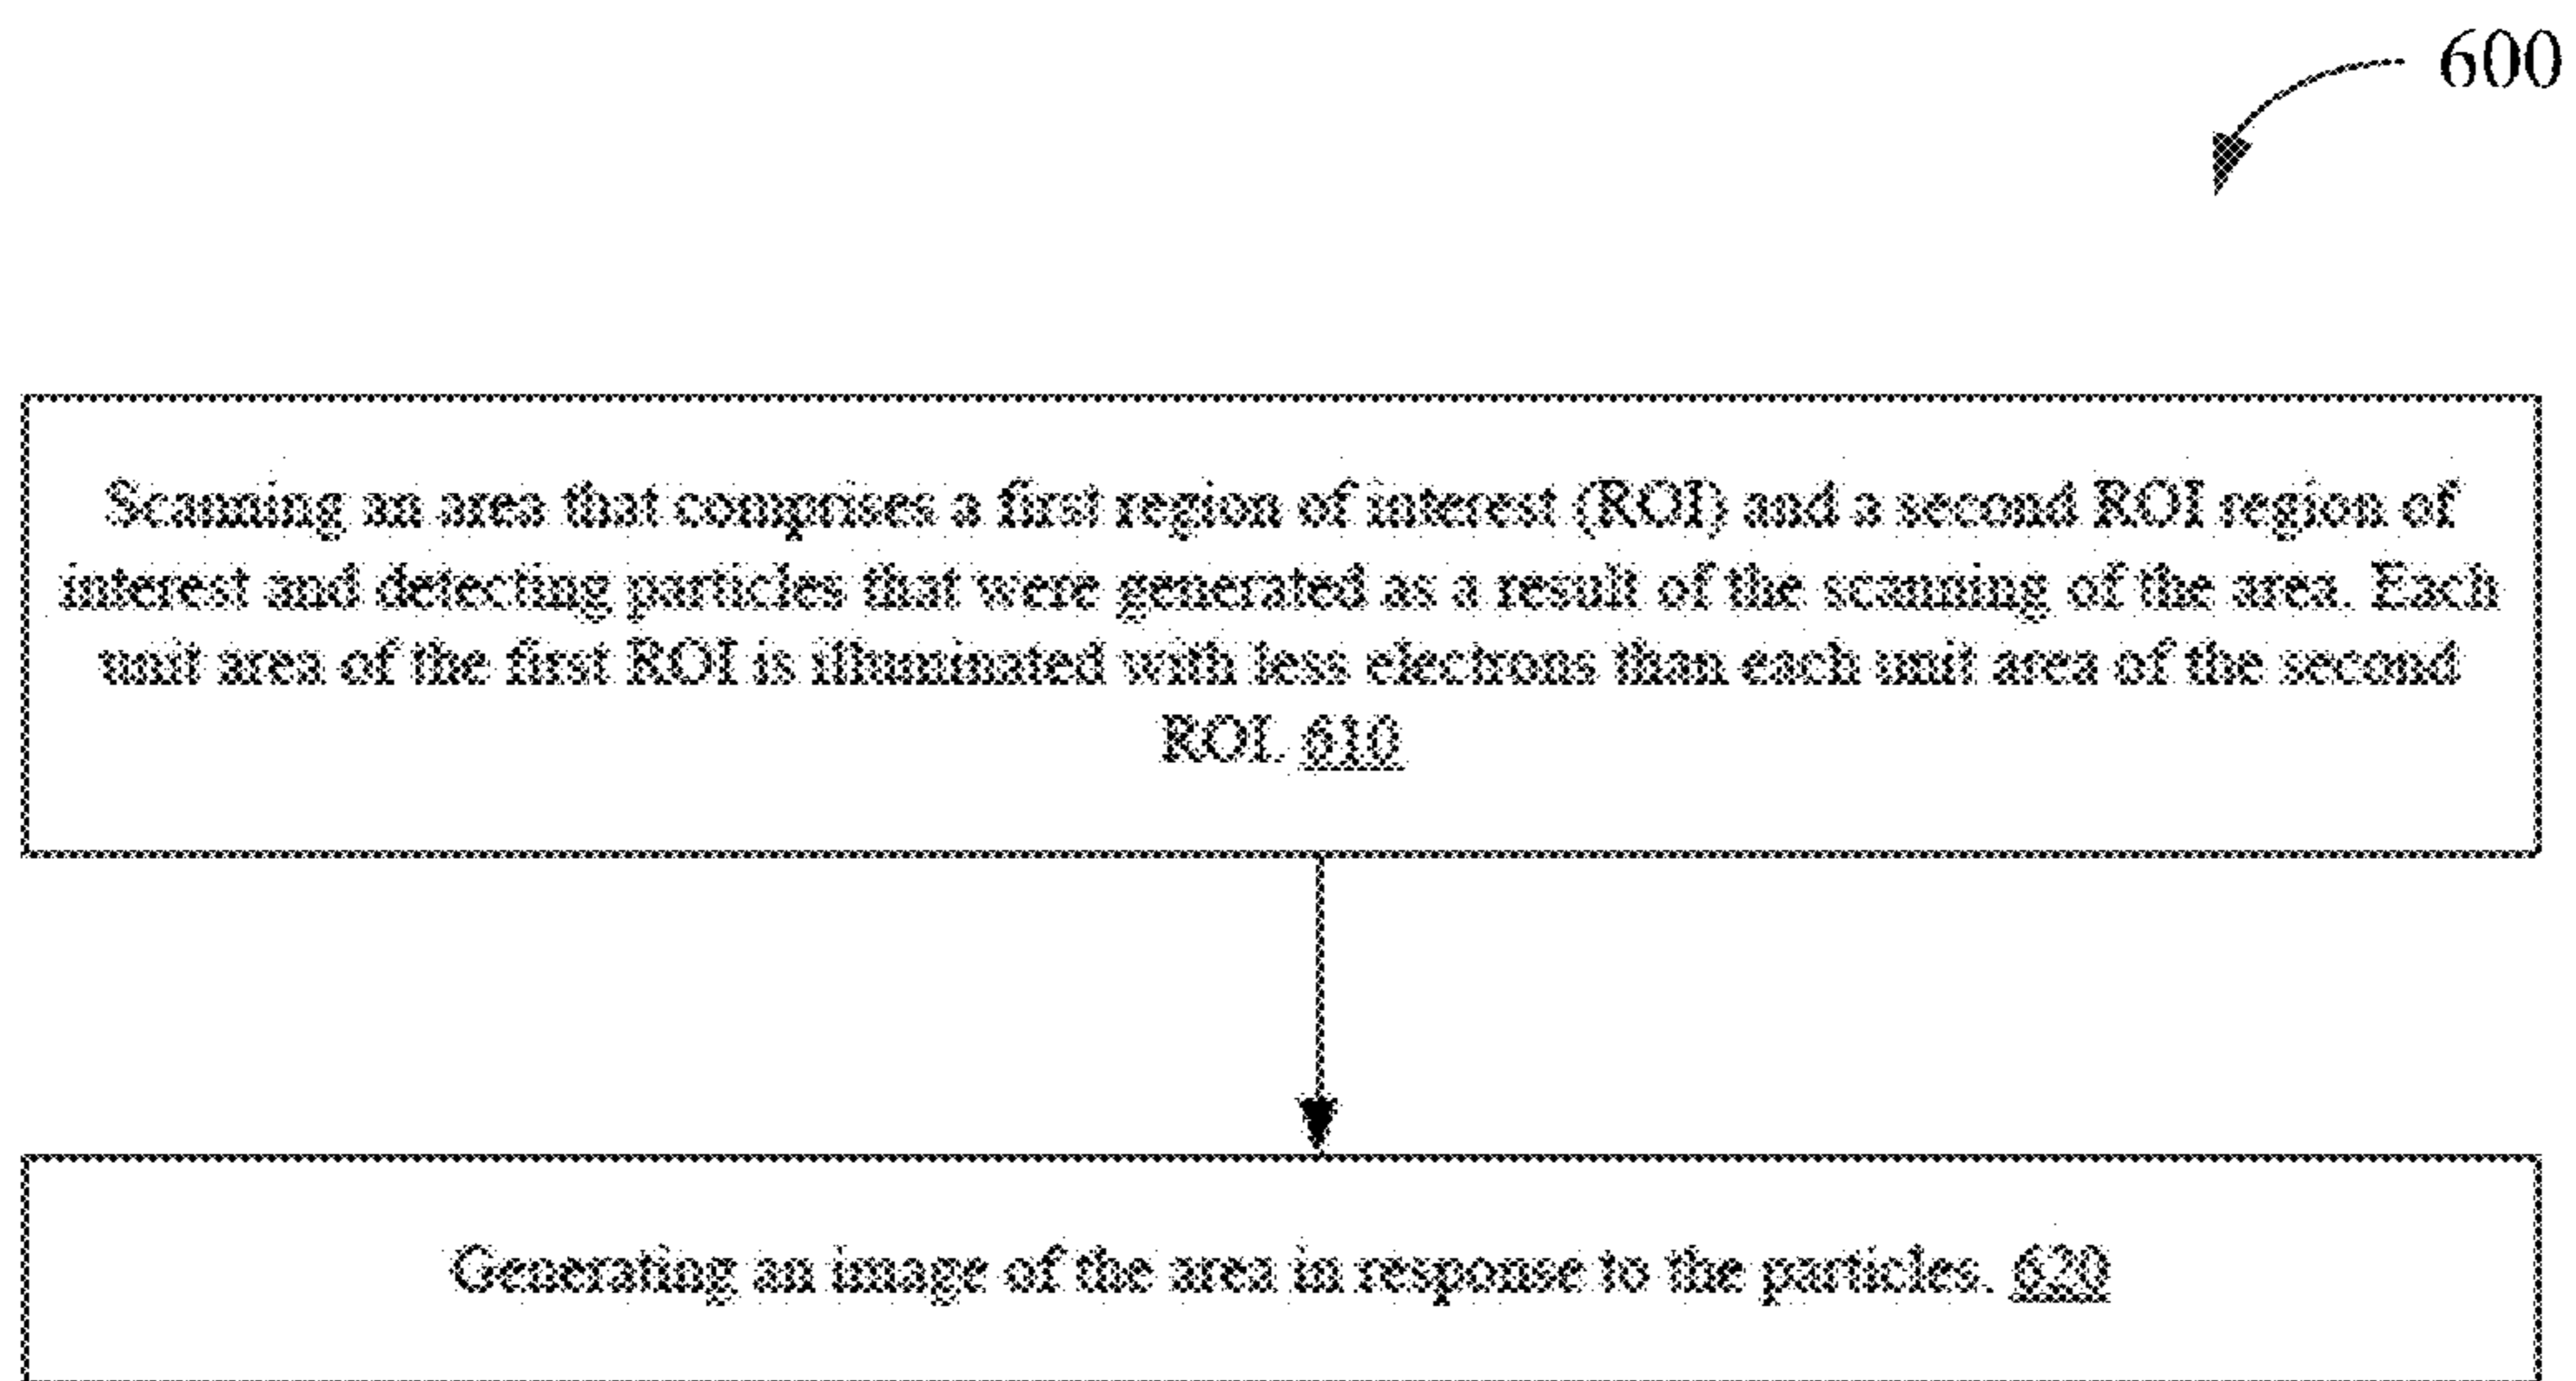 600
Scanning an area that comprises a first region of interest (ROI) and a second ROI region of
interest and detecting particles that were generated as a result of the scanning of the area. Each
unit area of the first ROI is illuminated with less electrons than each unit area of the second
ROI. 610
Generating an image of the area in response to the particles. 620